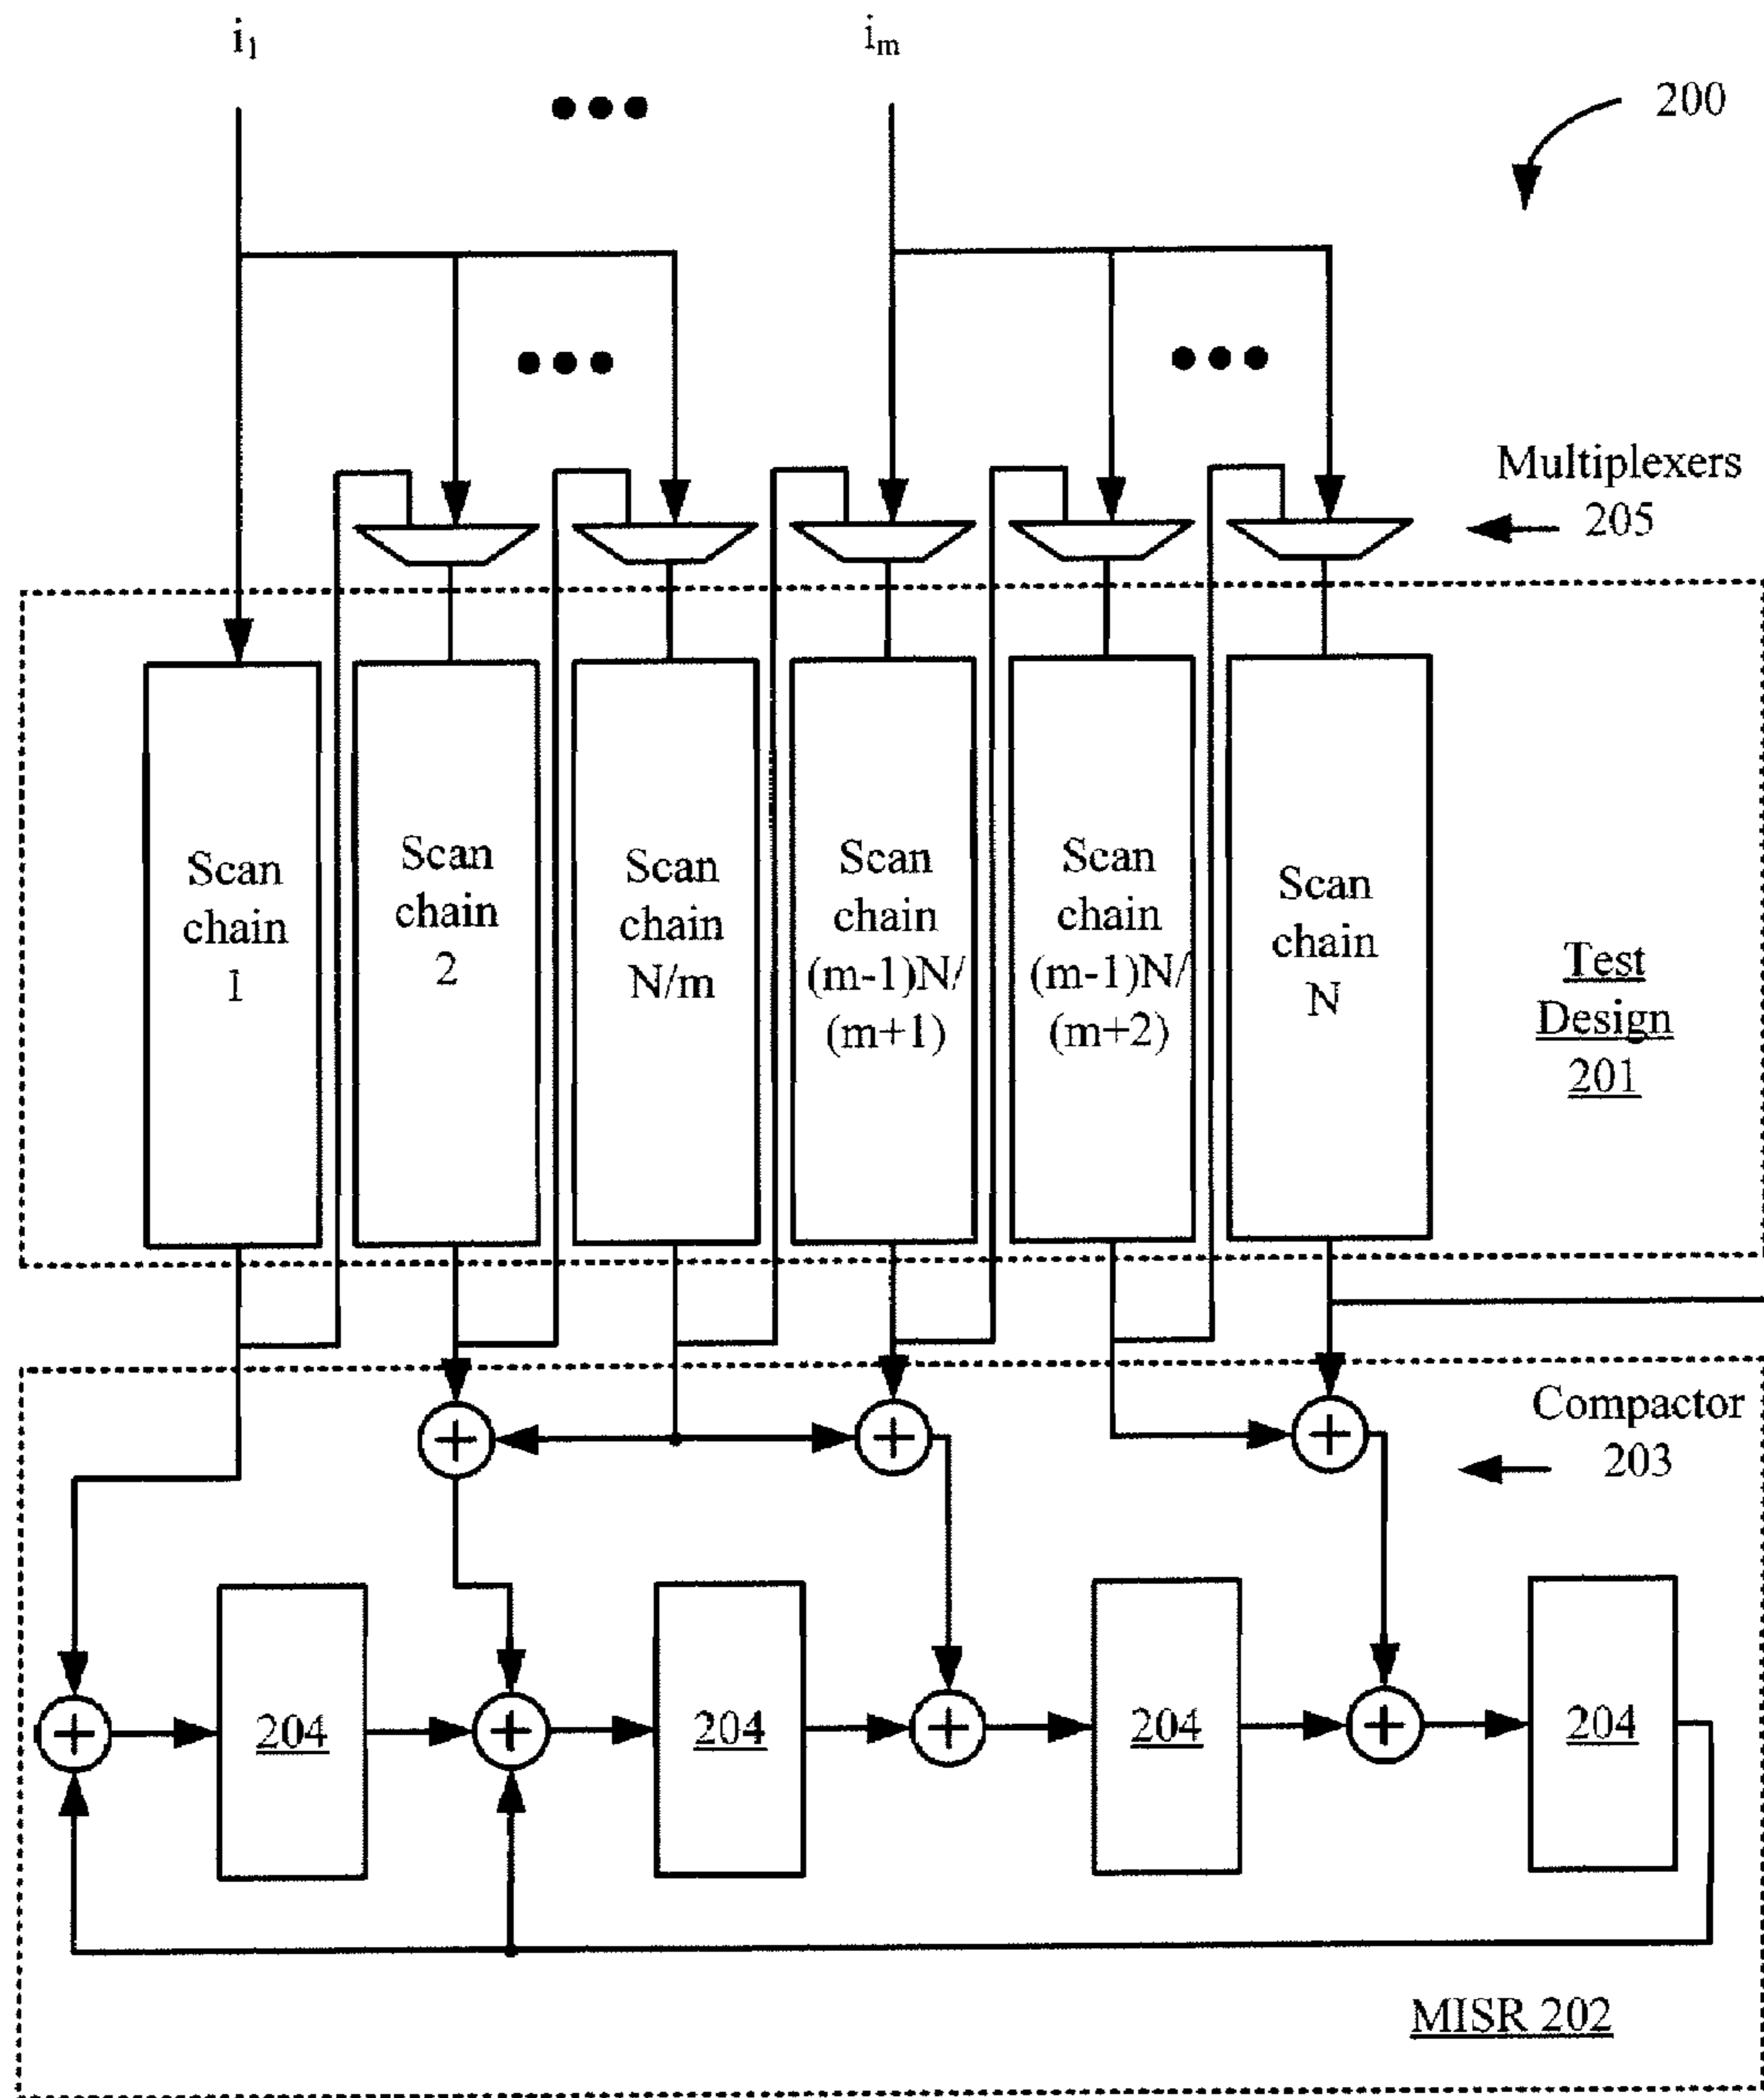 i1
im
200
Multiplexers
205
Scan
chain
1
Scan
chain
2
Scan
chain
N/m
Scan
chain
(m-1)N/
(m+1)
Scan
chain
(m-1)N/
(m+2)
Scan
chain
N
Test
Design
201
Compactor
203
204
204
204
204
MISR 202